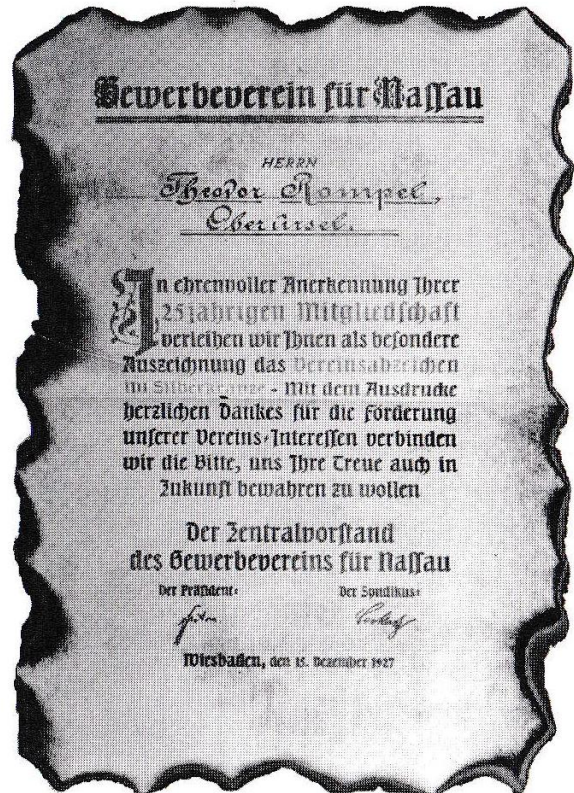 Gewerbeverein für Nassau
HERRN
Theodor Rompel,
Oberursel.
In ehrenvoller Anerkennung Ihrer
25jährigen Mitgliedschaft
verleihen wir Ihnen als besondere
Auszeichnung das Vereinsabzeichen
im Silberkranze - Mit dem Ausdrucke
herzlichen Dankes für die Förderung
unserer Vereins-Interessen verbinden
wir die Bitte, uns Ihre Treue auch in
Zukunft bewahren zu wollen
Der Zentralvorstand
des Gewerbevereins für Nassau
Der Präsident: Der Syndikus:
Wiesbaden, den 15. Dezember 1927